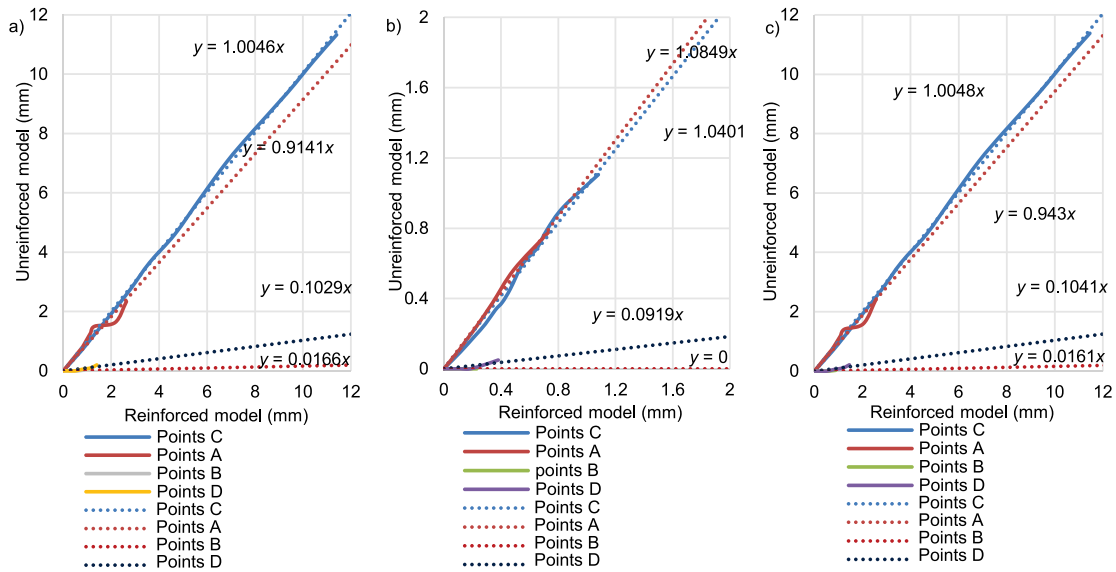 a)
Unreinforced model (mm)
12
10
8
6
4
2
0
y = 1.0046x
y = 0.9141x
y = 0.1029x
y = 0.0166x
0 2 4 6 8 10 12
Reinforced model (mm)
Points C
Points A
Points B
Points D
Points C
Points A
Points B
Points D
b)
Unreinforced model (mm)
2
1.6
1.2
0.8
0.4
0
y = 1.0849x
y = 1.0401
y = 0.0919x
y = 0
0 0.4 0.8 1.2 1.6 2
Reinforced model (mm)
Points C
Points A
points B
Points D
Points C
Points A
Points B
Points D
c)
Unreinforced model (mm)
12
10
8
6
4
2
0
y = 1.0048x
y = 0.943x
y = 0.1041x
y = 0.0161x
0 2 4 6 8 10 12
Reinforced model (mm)
Points C
Points A
Points B
Points D
Points C
Points A
Points B
Points D